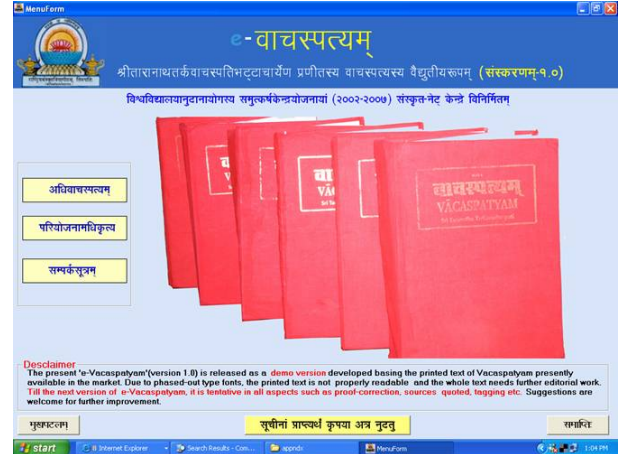 MenuForm
e-वाचस्पत्यम्
श्रीतारानाथतर्कवाचस्पतिभट्टाचार्येण प्रणीतस्य वाचस्पत्यस्य वैद्युतीयरूपम् (संस्करणम्-१.०)
विश्वविद्यालयानुदानायोगस्य समुत्कर्षकेन्द्रयोजनायां (२००२-२००७) संस्कृत-नेट् केन्द्रे विनिर्मितम्
अधिवाचस्पत्यम्
परियोजनामधिकृत्य
सम्पर्कसूत्रम्
वाचस्पत्यम्
VĀCASPATYAM
Desclaimer
The present 'e-Vacaspatyam'(version 1.0) is released as a demo version developed basing the printed text of Vacaspatyam presently
available in the market. Due to phased-out type fonts, the printed text is not properly readable and the whole text needs further editorial work.
Till the next version of e-Vacaspatyam, it is tentative in all aspects such as proof-correction, sources quoted, tagging etc. Suggestions are
welcome for further improvement.
मुखपटलम्
सूचीनां प्राप्त्यर्थं कृपया अत्र नुदतु
समाप्तिः
start
8 Internet Explorer
Search Results - Com...
appndx
MenuForm
1:04 PM